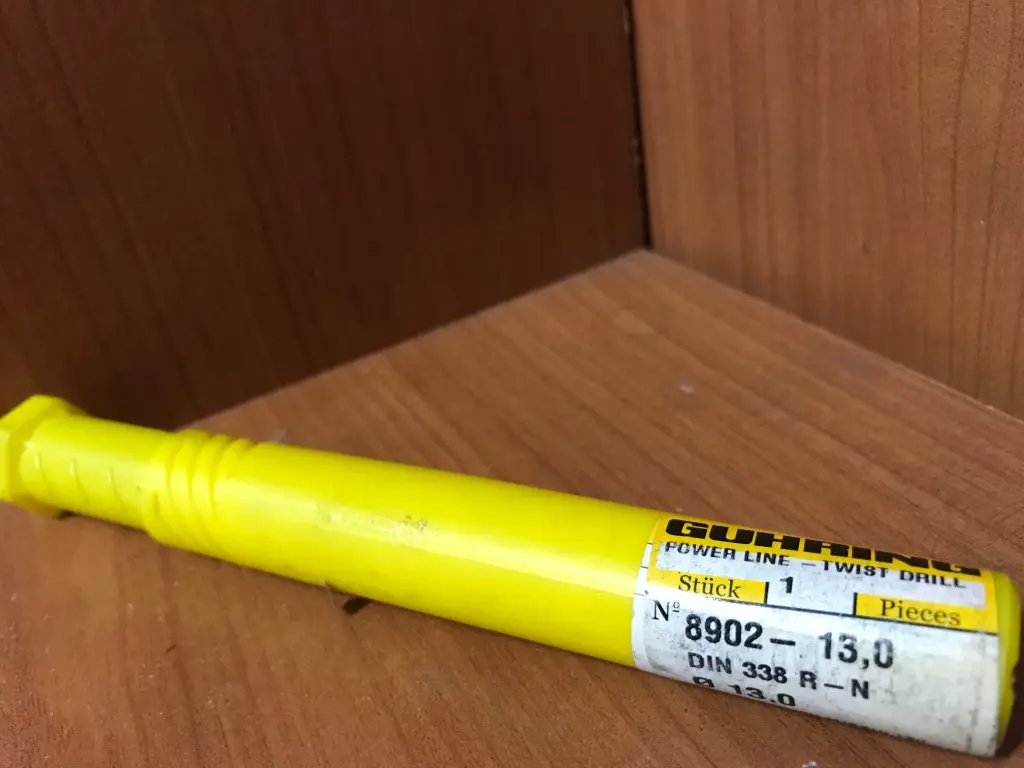 GUHRING
POWER LINE – TWIST DRILL
Stück 1 Pieces
Nº 8902 – 13,0
DIN 338 R – N
Ø 13.0